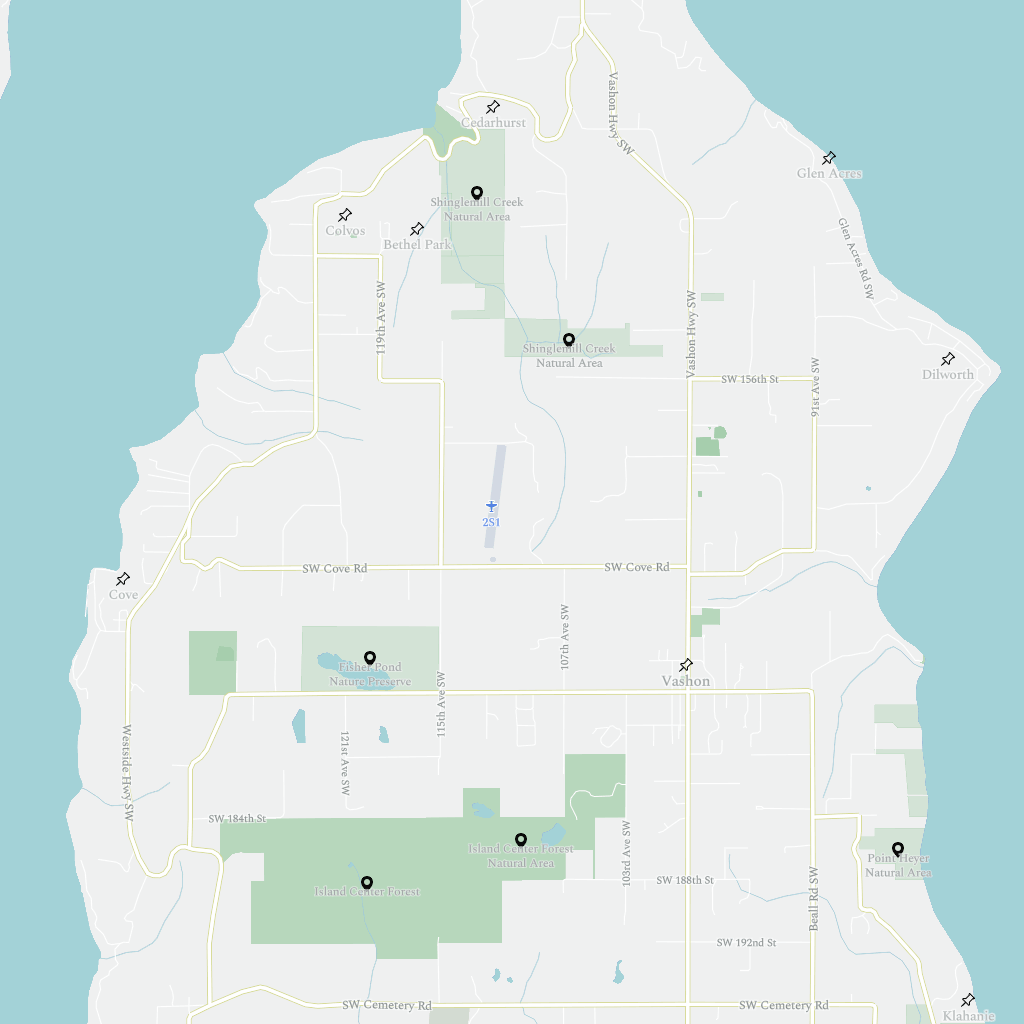 Vashon Hwy SW
Cedarhurst
Glen Acres
Shinglemill Creek
Natural Area
Colvos
Bethel Park
Glen Acres Rd SW
119th Ave SW
Vashon Hwy SW
Shinglemill Creek
Natural Area
Dilworth
SW 156th St
91st Ave SW
2S1
SW Cove Rd
SW Cove Rd
Cove
107th Ave SW
Fisher Pond
Nature Preserve
Vashon
115th Ave SW
121st Ave SW
Westside Hwy SW
SW 184th St
Island Center Forest
Natural Area
103rd Ave SW
Point Heyer
Natural Area
SW 188th St
Island Center Forest
Beall Rd SW
SW 192nd St
SW Cemetery Rd
SW Cemetery Rd
Klahanie